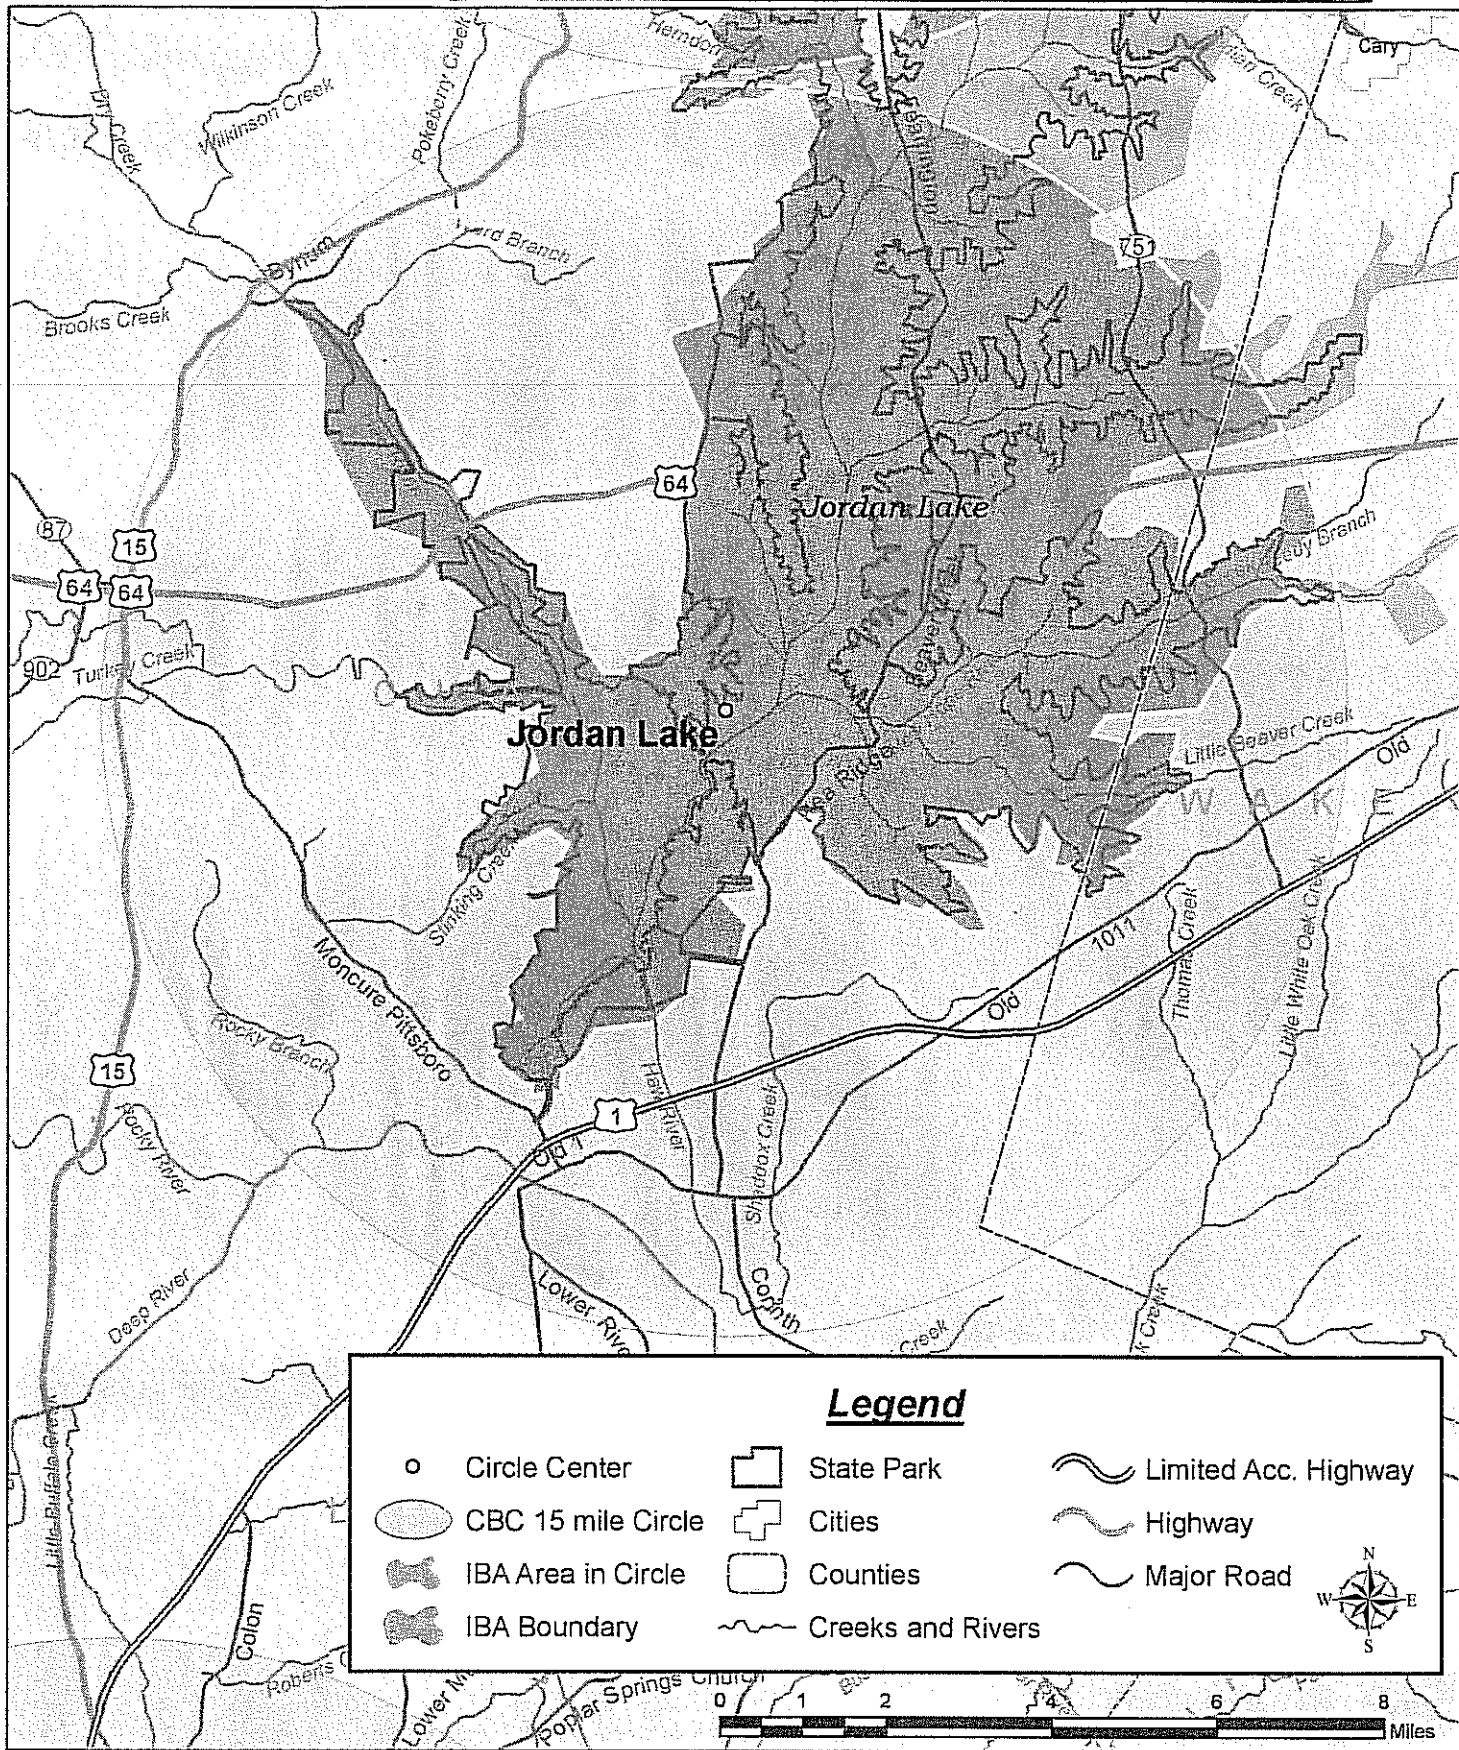 Cary
Wilkinson Creek
Pokeberry Creek
Dry Creek
Bynum
Brooks Creek
751
64
Jordan Lake
87
15
64
64
902
Turkey Creek
Jordan Lake
Little Beaver Creek
Old
W A K E
Moncure Pittsboro
1011
Old
Thomas Creek
Little White Oak Creek
Rocky Branch
15
Haw River
1
Old 1
Shaddox Creek
Rocky River
Deep River
Corinth
Creek
k Creek
Legend
Circle Center
State Park
Limited Acc. Highway
CBC 15 mile Circle
Cities
Highway
IBA Area in Circle
Counties
Major Road
IBA Boundary
Creeks and Rivers
N
W
E
S
Little Buffalo Creek
Colon
Poplar Springs Church
0 1 2 4 6 8
Miles